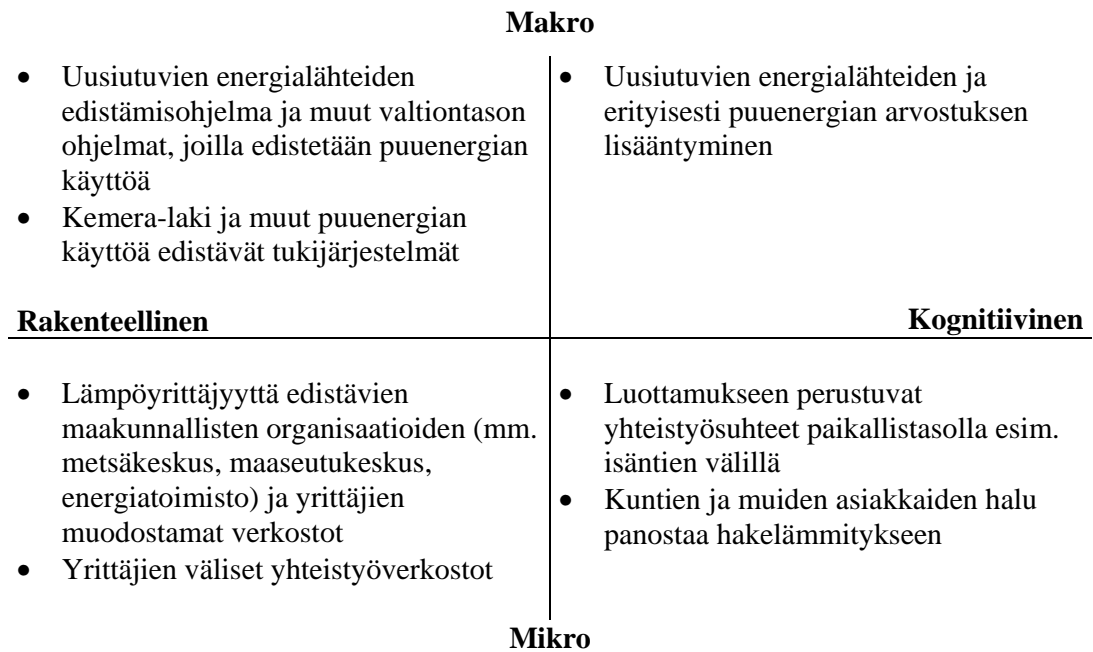 Makro
• Uusiutuvien energialähteiden
edistämisohjelma ja muut valtiontason
ohjelmat, joilla edistetään puuenergian
käyttöä
• Kemera-laki ja muut puuenergian
käyttöä edistävät tukijärjestelmät
• Uusiutuvien energialähteiden ja
erityisesti puuenergian arvostuksen
lisääntyminen
Rakenteellinen
Kognitiivinen
• Lämpöyrittäjyyttä edistävien
maakunnallisten organisaatioiden (mm.
metsäkeskus, maaseutukeskus,
energiatoimisto) ja yrittäjien
muodostamat verkostot
• Yrittäjien väliset yhteistyöverkostot
• Luottamukseen perustuvat
yhteistyösuhteet paikallistasolla esim.
isäntien välillä
• Kuntien ja muiden asiakkaiden halu
panostaa hakelämmitykseen
Mikro